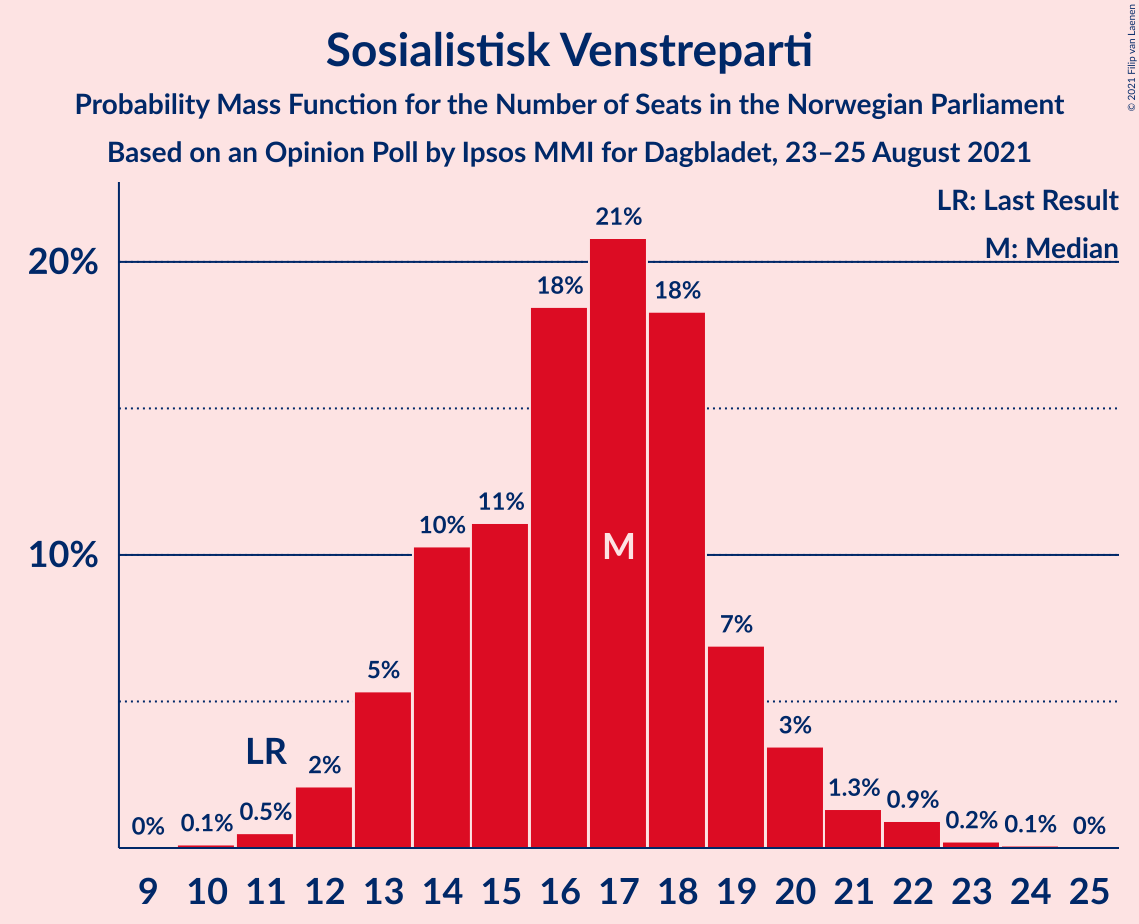 Sosialistisk Venstreparti
Probability Mass Function for the Number of Seats in the Norwegian Parliament
Based on an Opinion Poll by Ipsos MMI for Dagbladet, 23–25 August 2021
© 2021 Filip van Laenen
LR: Last Result
M: Median
20%
10%
0%
0.1%
0.5%
LR
2%
5%
10%
11%
18%
21%
M
18%
7%
3%
1.3%
0.9%
0.2%
0.1%
0%
9 10 11 12 13 14 15 16 17 18 19 20 21 22 23 24 25